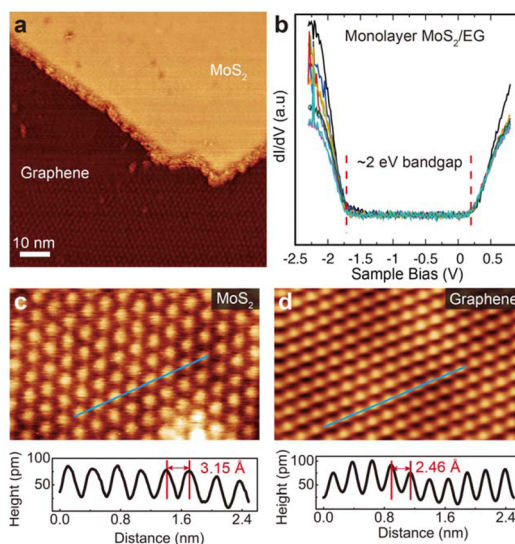 a
MoS₂
Graphene
10 nm
b
Monolayer MoS₂/EG
~2 eV bandgap
dI/dV (a.u)
-2.5 -2.0 -1.5 -1.0 -0.5 0.0 0.5
Sample Bias (V)
c
MoS₂
Height (pm)
100
50
3.15 Å
0.0 0.8 1.6 2.4
Distance (nm)
d
Graphene
Height (pm)
100
50
2.46 Å
0.0 0.8 1.6 2.4
Distance (nm)